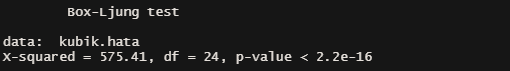 Box-Ljung test
data:  kubik.hata
X-squared = 575.41, df = 24, p-value < 2.2e-16